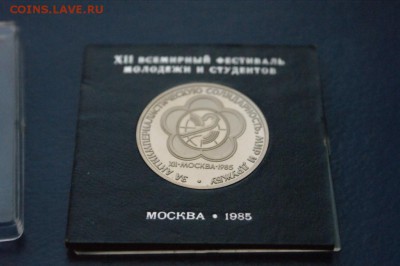 COINS.LAVE.RU
XII ВСЕМИРНЫЙ ФЕСТИВАЛЬ
МОЛОДЕЖИ И СТУДЕНТОВ
ЗА АНТИИМПЕРИАЛИСТИЧЕСКУЮ СОЛИДАРНОСТЬ, МИР И ДРУЖБУ
XII•МОСКВА•1985
МОСКВА • 1985